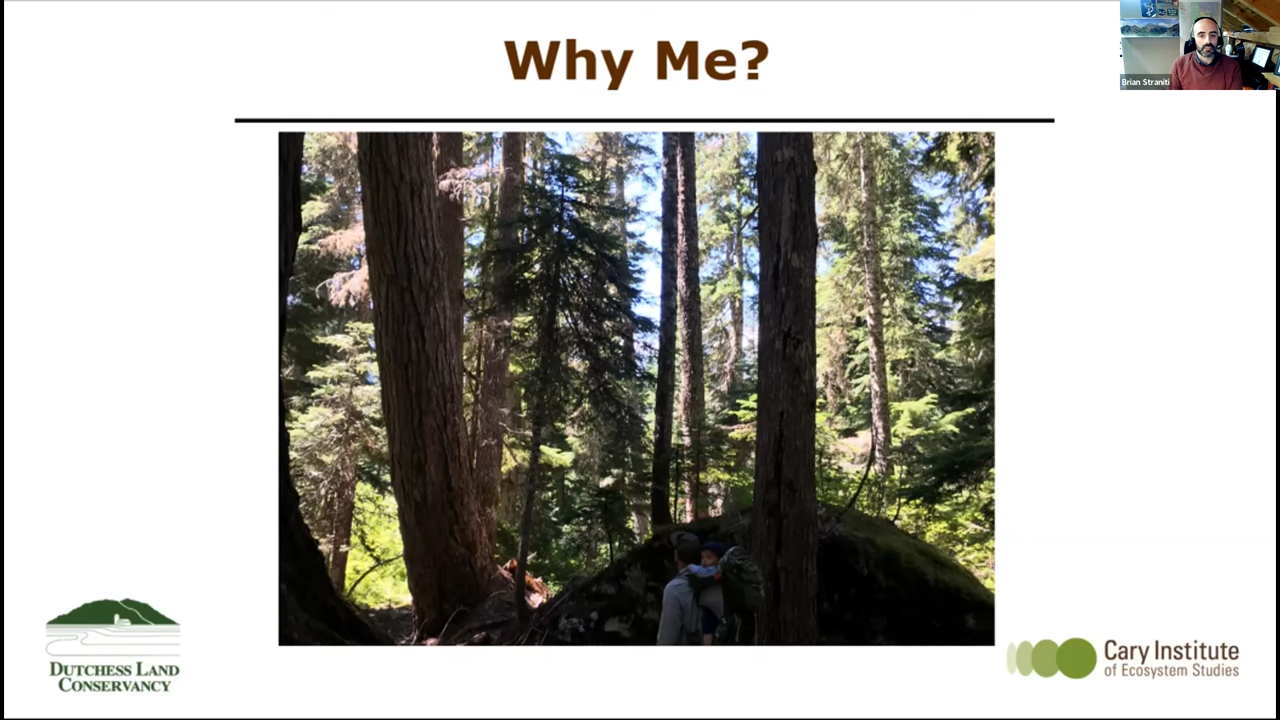 Why Me?
Brian Straniti
DUTCHESS LAND
CONSERVANCY
Cary Institute
of Ecosystem Studies